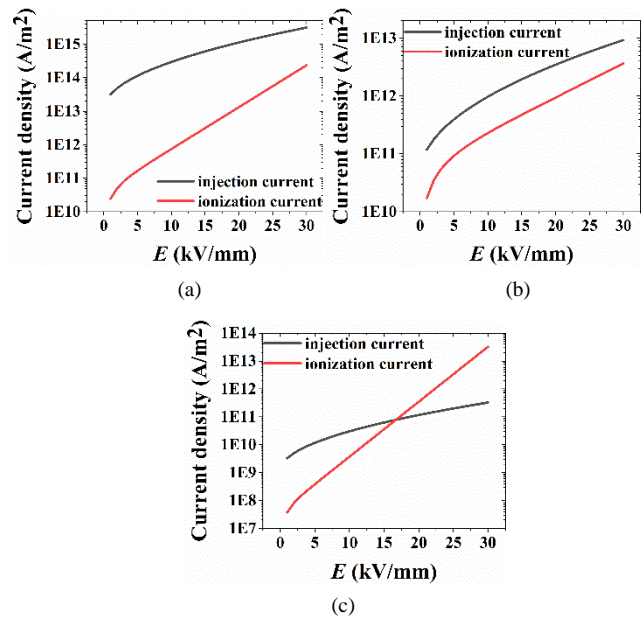 Current density (A/m²)
1E15
1E14
1E13
1E12
1E11
1E10
injection current
ionization current
0 5 10 15 20 25 30
E (kV/mm)
(a)
Current density (A/m²)
1E13
1E12
1E11
1E10
injection current
ionization current
0 5 10 15 20 25 30
E (kV/mm)
(b)
Current density (A/m²)
1E14
1E13
1E12
1E11
1E10
1E9
1E8
1E7
injection current
ionization current
0 5 10 15 20 25 30
E (kV/mm)
(c)